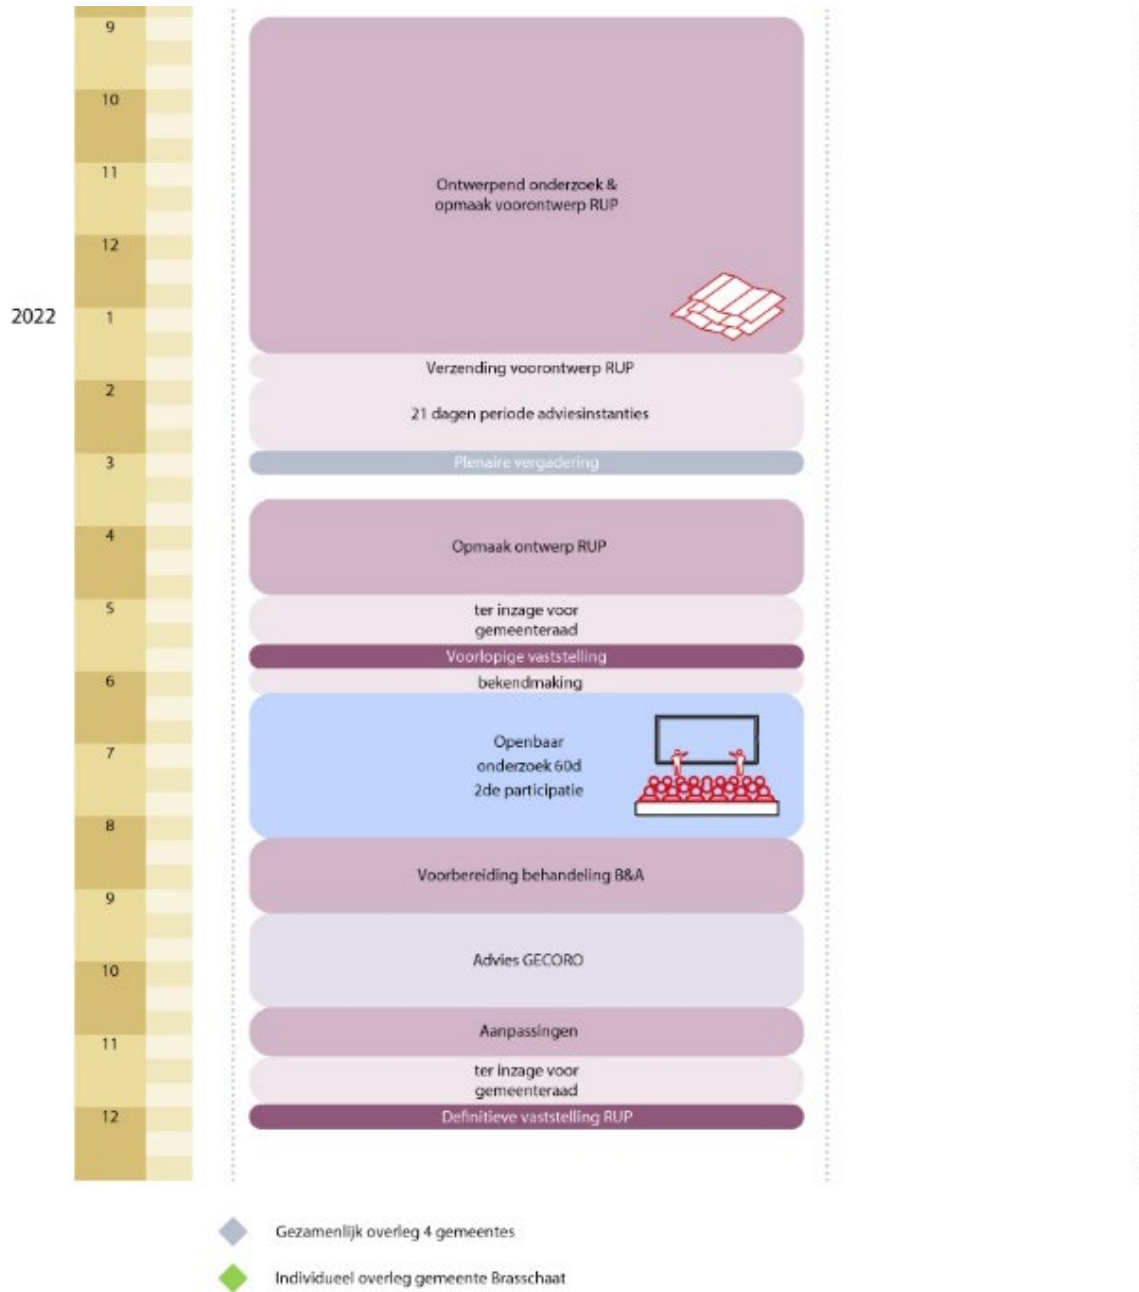 9
10
11
Ontwerpend onderzoek &
opmaak voorontwerp RUP
12
2022
1
Verzending voorontwerp RUP
2
21 dagen periode adviesinstanties
3
Plenaire vergadering
4
Opmaak ontwerp RUP
5
ter inzage voor
gemeenteraad
Voorlopige vaststelling
6
bekendmaking
Openbaar
7
onderzoek 60d
2de participatie
8
Voorbereiding behandeling B&A
9
Advies GECORO
10
Aanpassingen
11
ter inzage voor
gemeenteraad
12
Definitieve vaststelling RUP
Gezamenlijk overleg 4 gemeentes
Individueel overleg gemeente Brasschaat